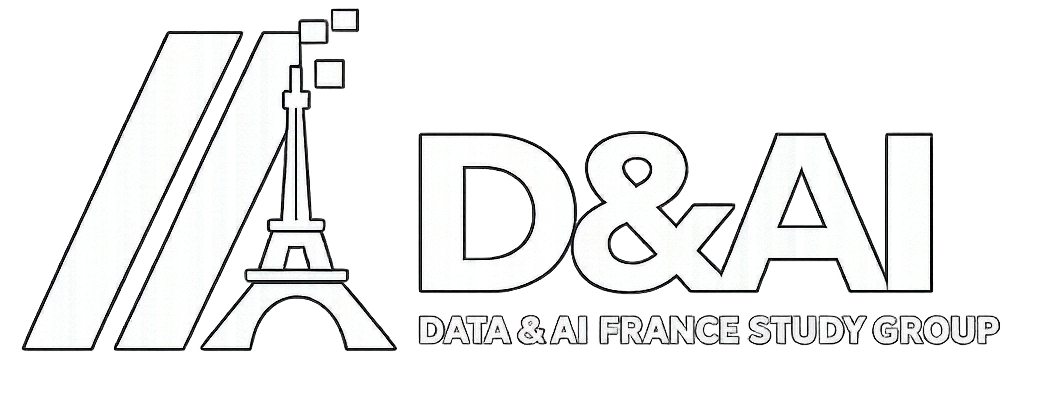 D&AI
DATA & AI FRANCE STUDY GROUP